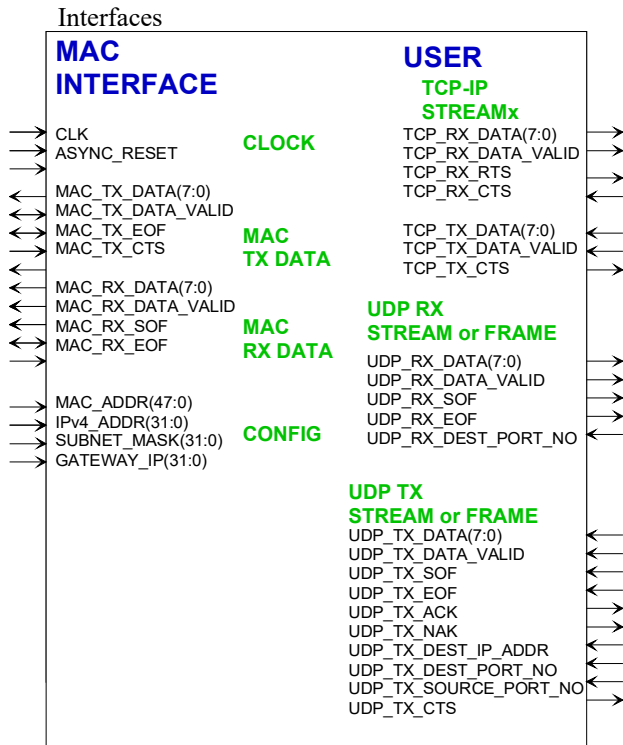 Interfaces
MAC
INTERFACE
CLK
ASYNC_RESET
CLOCK
MAC_TX_DATA(7:0)
MAC_TX_DATA_VALID
MAC_TX_EOF
MAC_TX_CTS
MAC
TX DATA
MAC_RX_DATA(7:0)
MAC_RX_DATA_VALID
MAC_RX_SOF
MAC_RX_EOF
MAC
RX DATA
MAC_ADDR(47:0)
IPv4_ADDR(31:0)
SUBNET_MASK(31:0)
GATEWAY_IP(31:0)
CONFIG
USER
TCP-IP
STREAMx
TCP_RX_DATA(7:0)
TCP_RX_DATA_VALID
TCP_RX_RTS
TCP_RX_CTS
TCP_TX_DATA(7:0)
TCP_TX_DATA_VALID
TCP_TX_CTS
UDP RX
STREAM or FRAME
UDP_RX_DATA(7:0)
UDP_RX_DATA_VALID
UDP_RX_SOF
UDP_RX_EOF
UDP_RX_DEST_PORT_NO
UDP TX
STREAM or FRAME
UDP_TX_DATA(7:0)
UDP_TX_DATA_VALID
UDP_TX_SOF
UDP_TX_EOF
UDP_TX_ACK
UDP_TX_NAK
UDP_TX_DEST_IP_ADDR
UDP_TX_DEST_PORT_NO
UDP_TX_SOURCE_PORT_NO
UDP_TX_CTS